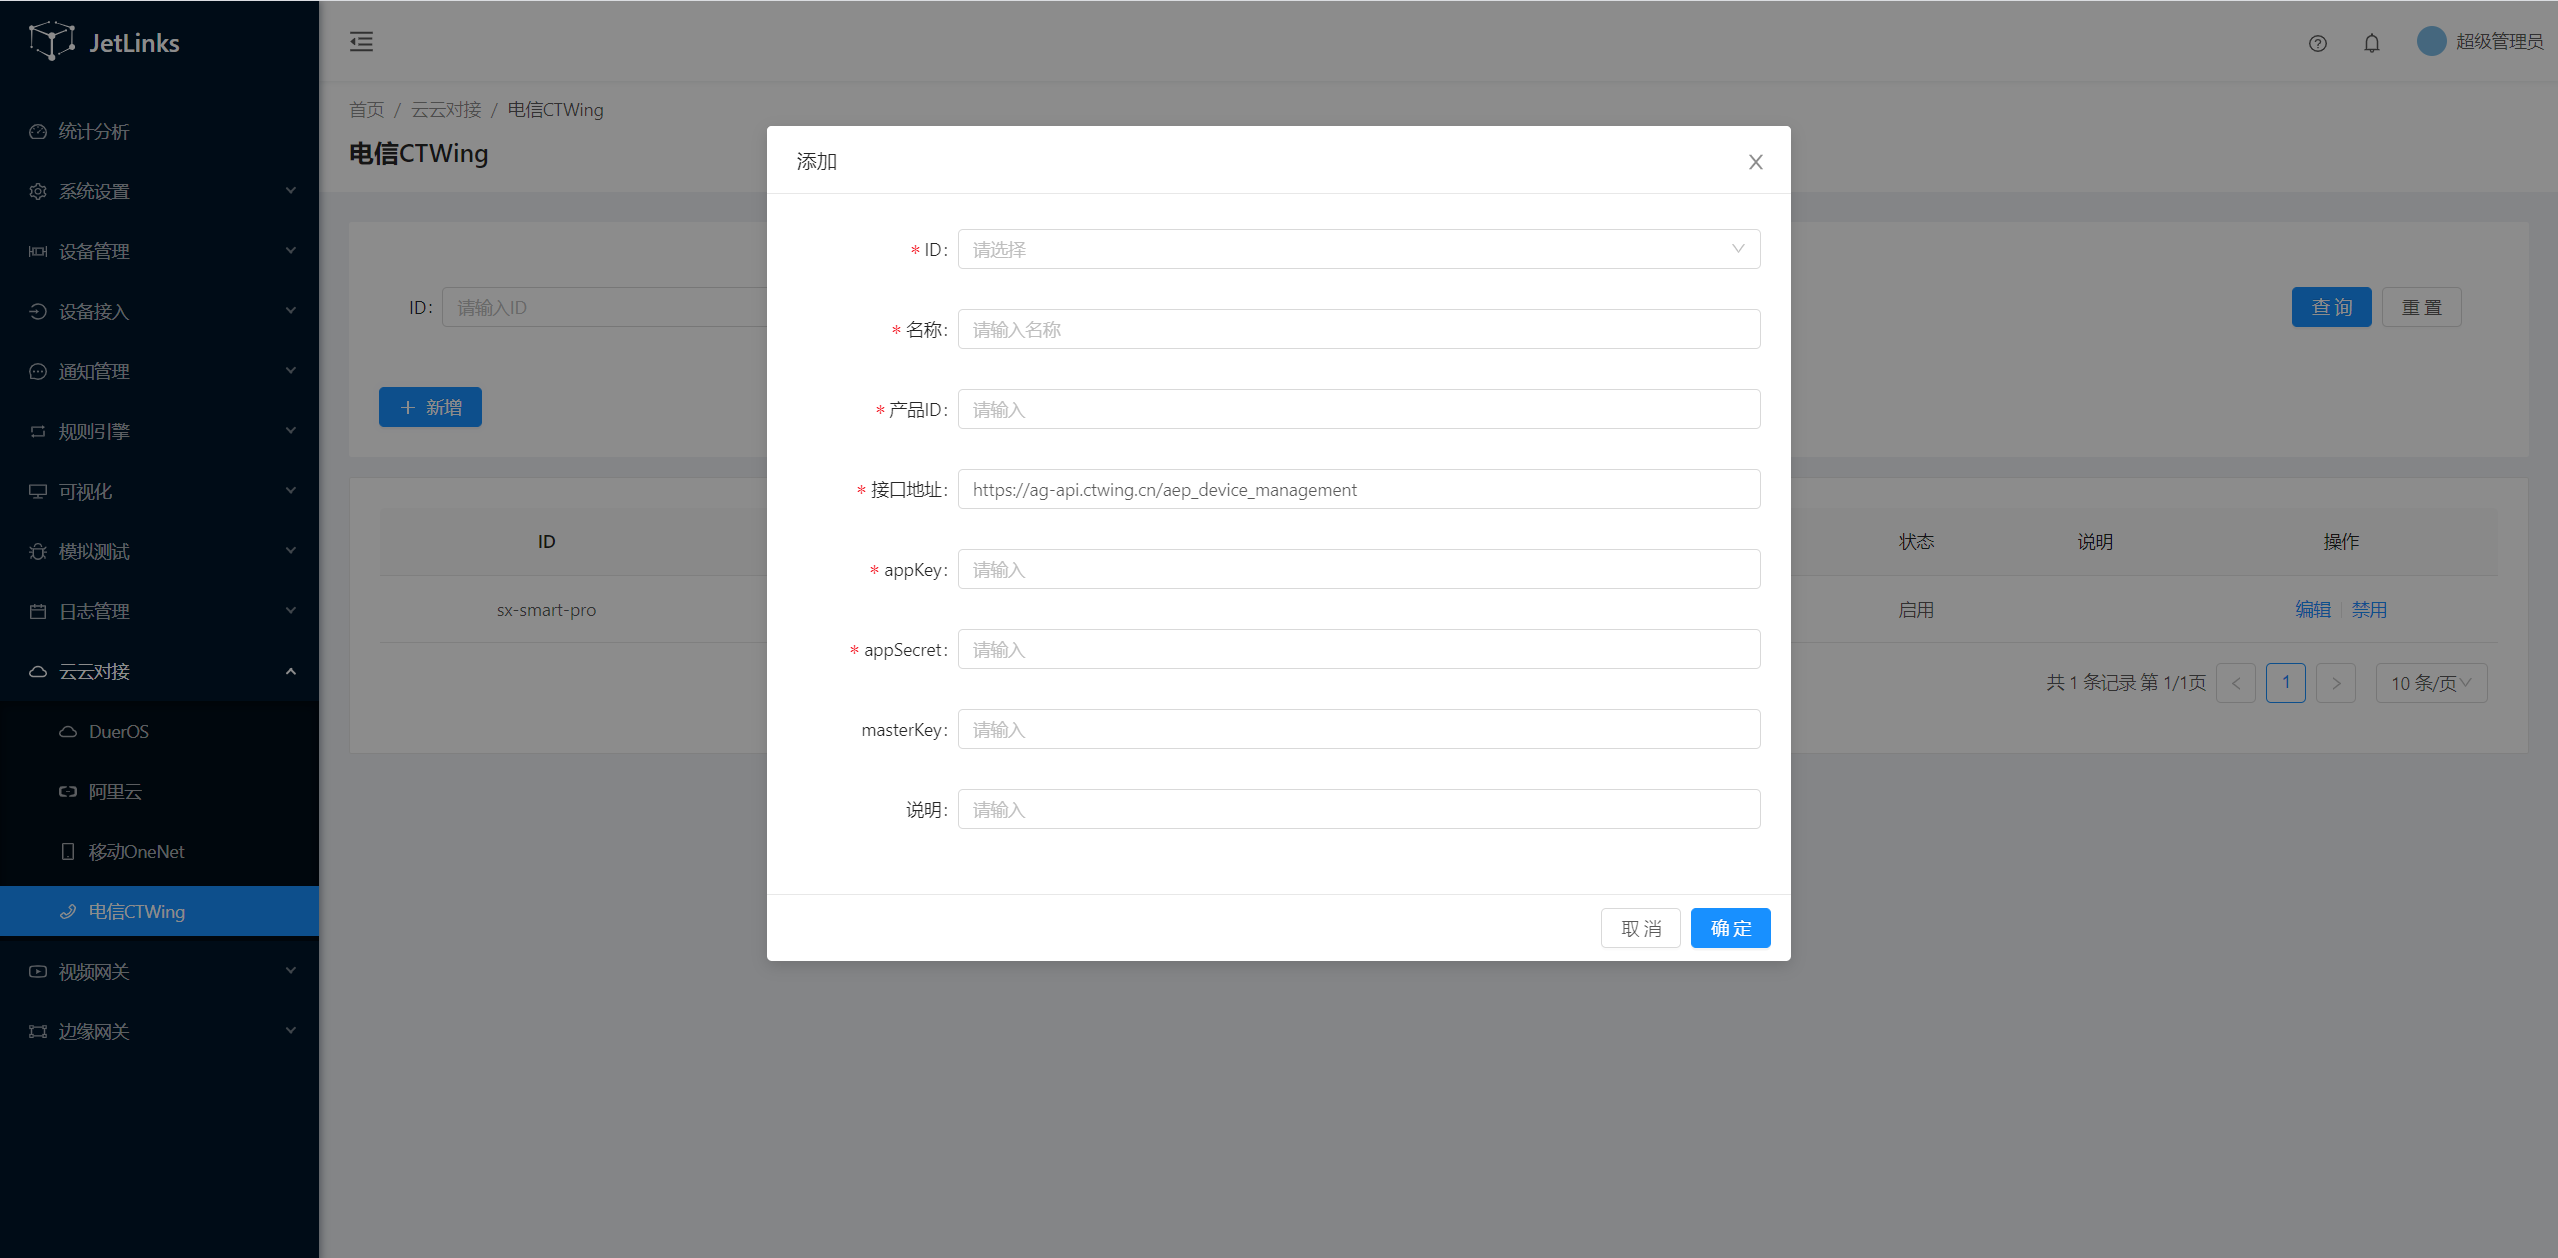 JetLinks
超级管理员
统计分析
系统设置
设备管理
设备接入
通知管理
规则引擎
可视化
模拟测试
日志管理
云云对接
DuerOS
阿里云
移动OneNet
电信CTWing
视频网关
边缘网关
首页 / 云云对接 / 电信CTWing
电信CTWing
ID: 请输入ID
查 询 重 置
+ 新增
ID 状态 说明 操作
sx-smart-pro 启用 编辑 禁用
共 1 条记录 第 1/1页 < 1 > 10 条/页
添加
* ID: 请选择
* 名称: 请输入名称
* 产品ID: 请输入
* 接口地址: https://ag-api.ctwing.cn/aep_device_management
* appKey: 请输入
* appSecret: 请输入
masterKey: 请输入
说明: 请输入
取 消 确 定